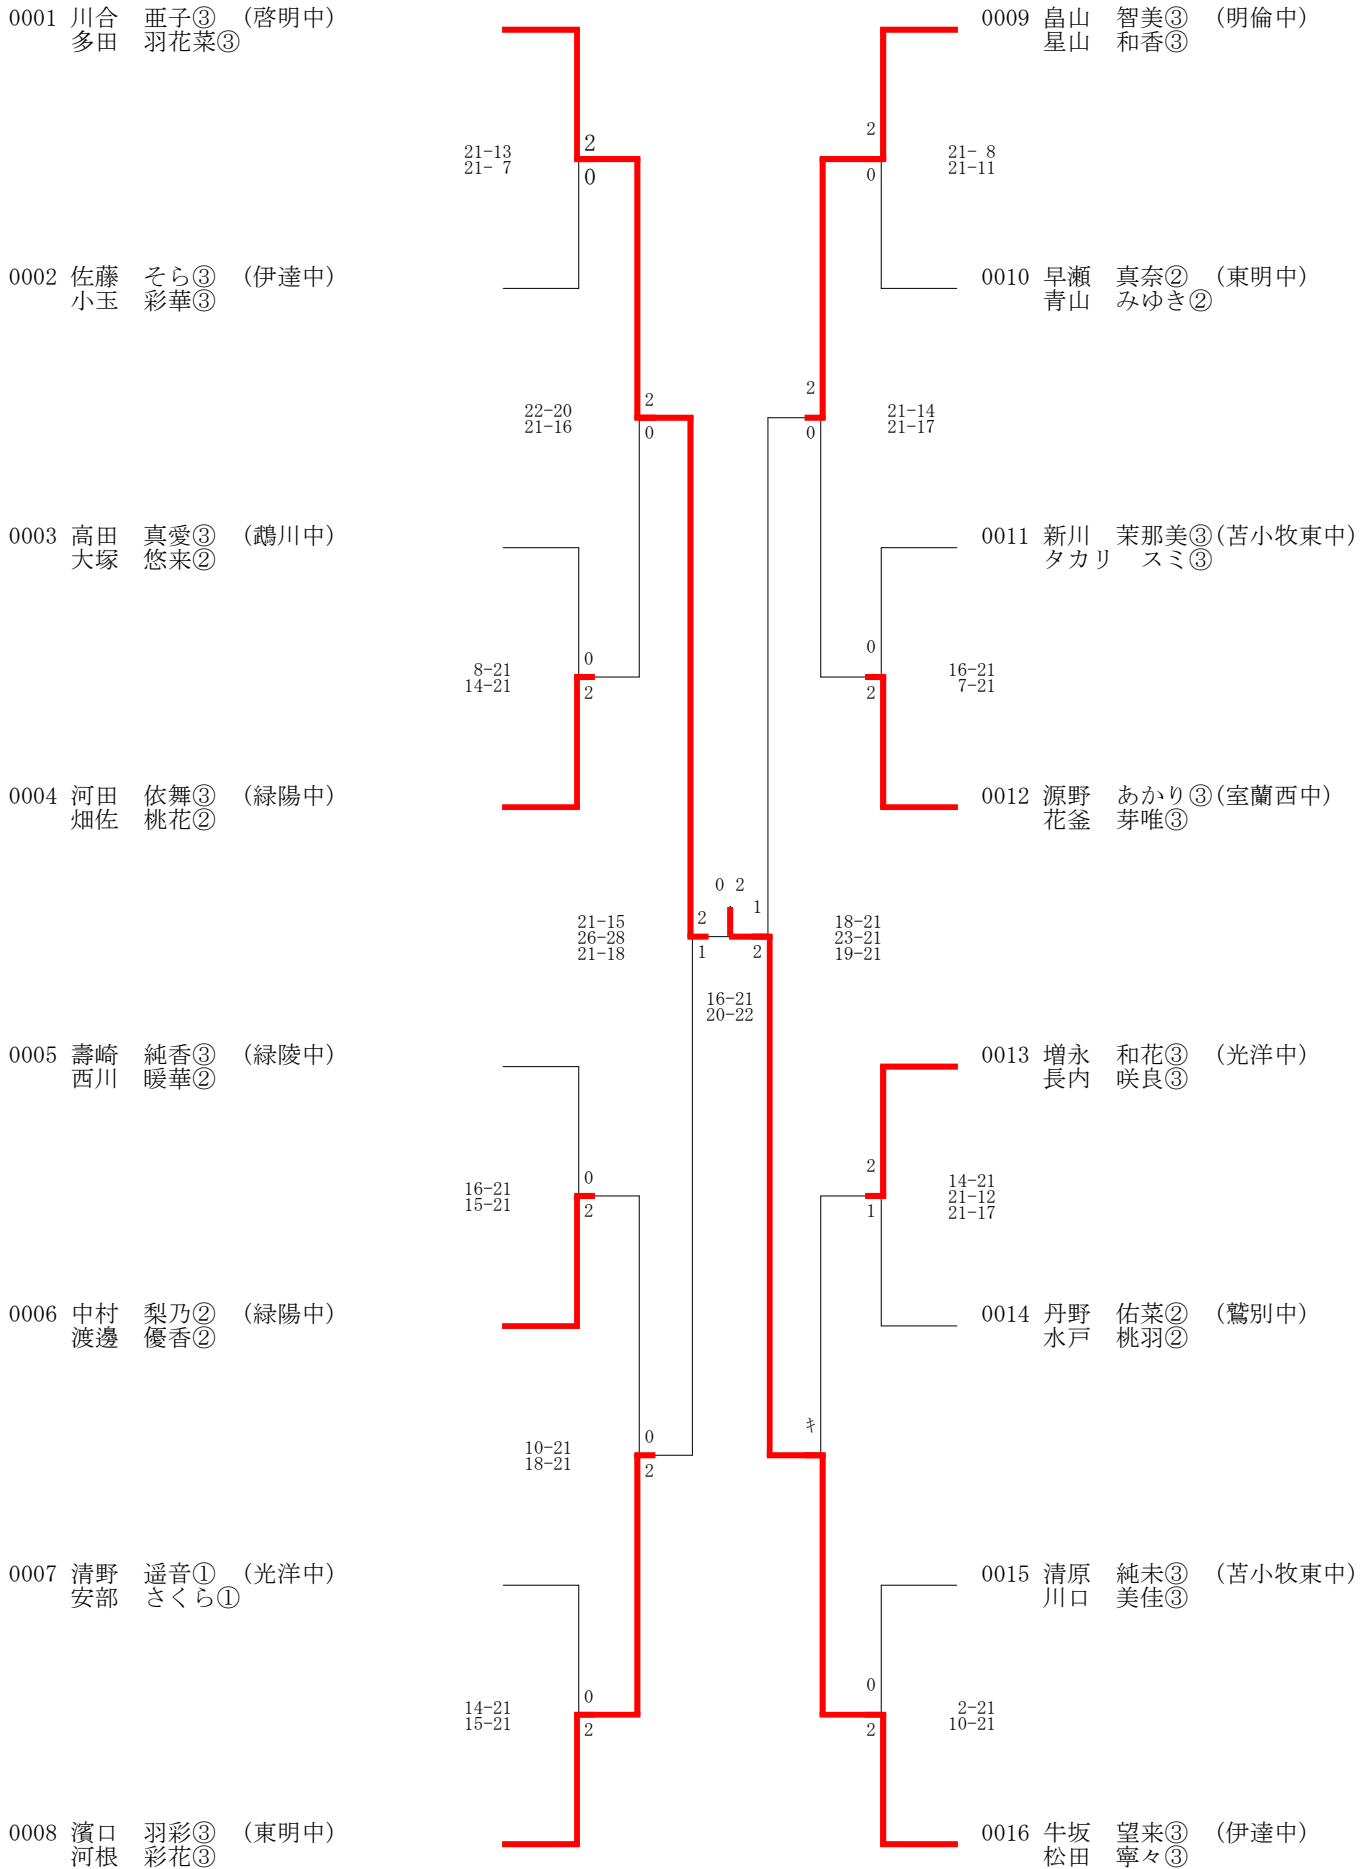 0001 川合　亜子③　(啓明中)
多田　羽花菜③
21-13
21- 7
2
0
0002 佐藤　そら③　(伊達中)
小玉　彩華③
22-20
21-16
2
0
0003 高田　真愛③　(鵡川中)
大塚　悠来②
8-21
14-21
0
2
0004 河田　依舞③　(緑陽中)
畑佐　桃花②
21-15
26-28
21-18
2
1
0005 壽崎　純香③　(緑陵中)
西川　暖華②
16-21
15-21
0
2
0006 中村　梨乃②　(緑陽中)
渡邊　優香②
10-21
18-21
0
2
0007 清野　遥音①　(光洋中)
安部　さくら①
14-21
15-21
0
2
0008 濱口　羽彩③　(東明中)
河根　彩花③
0 2
16-21
20-22
0009 畠山　智美③　(明倫中)
星山　和香③
2
0
21- 8
21-11
0010 早瀬　真奈②　(東明中)
青山　みゆき②
2
0
21-14
21-17
0011 新川　茉那美③(苫小牧東中)
タカリ　スミ③
0
2
16-21
7-21
0012 源野　あかり③(室蘭西中)
花釜　芽唯③
1
2
18-21
23-21
19-21
0013 増永　和花③　(光洋中)
長内　咲良③
2
1
14-21
21-12
21-17
0014 丹野　佑菜②　(鷲別中)
水戸　桃羽②
キ
0015 清原　純未③　(苫小牧東中)
川口　美佳③
0
2
2-21
10-21
0016 牛坂　望来③　(伊達中)
松田　寧々③